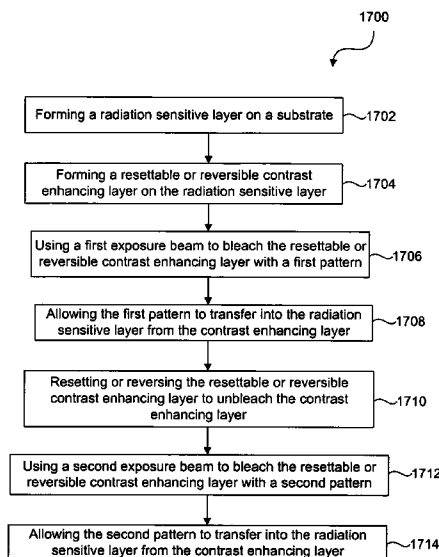 1700
Forming a radiation sensitive layer on a substrate
1702
Forming a resettable or reversible contrast
enhancing layer on the radiation sensitive layer
1704
Using a first exposure beam to bleach the resettable or
reversible contrast enhancing layer with a first pattern
1706
Allowing the first pattern to transfer into the radiation
sensitive layer from the contrast enhancing layer
1708
Resetting or reversing the resettable or reversible
contrast enhancing layer to unbleach the contrast
enhancing layer
1710
Using a second exposure beam to bleach the resettable or
reversible contrast enhancing layer with a second pattern
1712
Allowing the second pattern to transfer into the radiation
sensitive layer from the contrast enhancing layer
1714